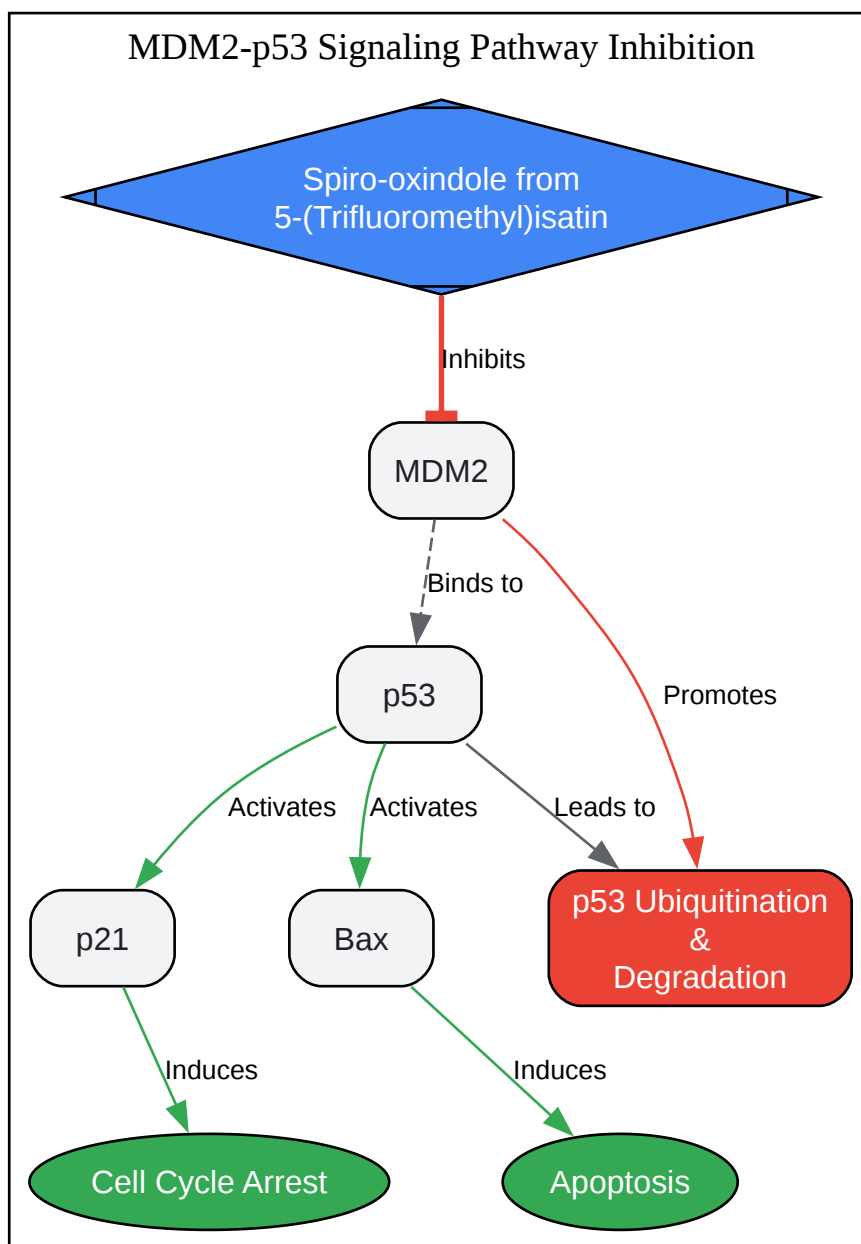 MDM2-p53 Signaling Pathway Inhibition
Spiro-oxindole from
5-(Trifluoromethyl)isatin
Inhibits
MDM2
Binds to
p53
Promotes
Activates
Activates
Leads to
p21
Bax
p53 Ubiquitination
&
Degradation
Induces
Induces
Cell Cycle Arrest
Apoptosis